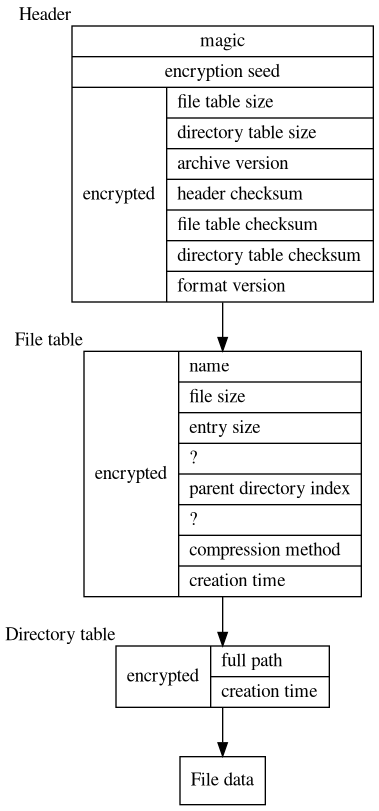 Header
magic
encryption seed
encrypted
file table size
directory table size
archive version
header checksum
file table checksum
directory table checksum
format version
File table
encrypted
name
file size
entry size
?
parent directory index
?
compression method
creation time
Directory table
encrypted
full path
creation time
File data